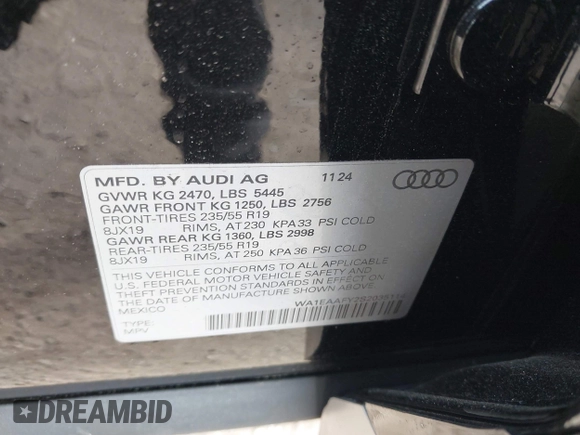 MFD. BY AUDI AG 1124
GVWR KG 2470, LBS 5445
GAWR FRONT KG 1250, LBS 2756
FRONT-TIRES 235/55 R19
8JX19 RIMS, AT 230 KPA 33 PSI COLD
GAWR REAR KG 1360, LBS 2998
REAR-TIRES 235/55 R19
8JX19 RIMS, AT 250 KPA 36 PSI COLD
THIS VEHICLE CONFORMS TO ALL APPLICABLE
U.S. FEDERAL MOTOR VEHICLE SAFETY AND
THEFT PREVENTION STANDARDS IN EFFECT ON
THE DATE OF MANUFACTURE SHOWN ABOVE.
MEXICO
TYPE:
MPV
DREAMBID